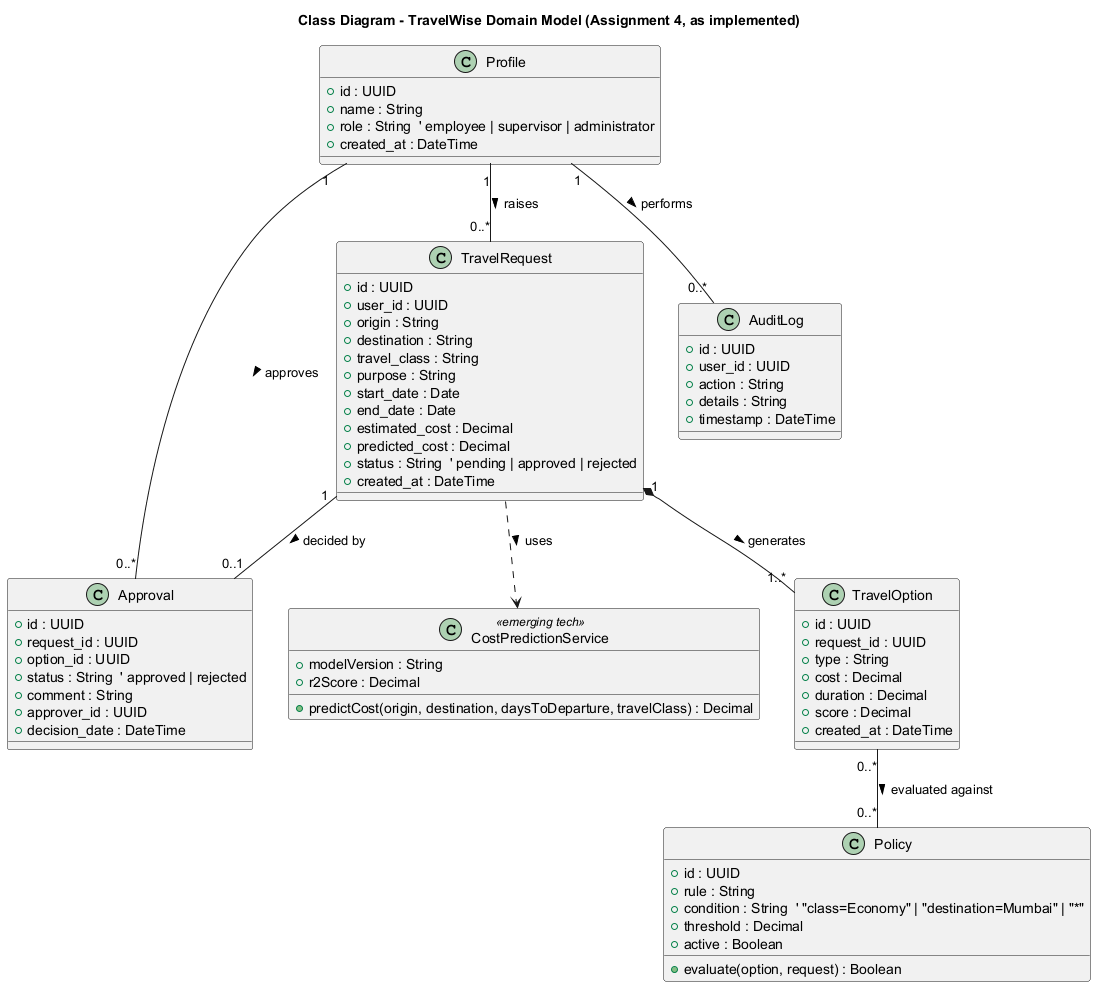 Class Diagram - TravelWise Domain Model (Assignment 4, as implemented)
C Profile
id : UUID
name : String
role : String ' employee | supervisor | administrator
created_at : DateTime
1
1
1
raises
performs
0..*
0..*
C TravelRequest
id : UUID
user_id : UUID
origin : String
destination : String
travel_class : String
purpose : String
start_date : Date
end_date : Date
estimated_cost : Decimal
predicted_cost : Decimal
status : String ' pending | approved | rejected
created_at : DateTime
C AuditLog
id : UUID
user_id : UUID
action : String
details : String
timestamp : DateTime
approves
1
1
decided by
uses
generates
0..*
0..1
1..*
C Approval
id : UUID
request_id : UUID
option_id : UUID
status : String ' approved | rejected
comment : String
approver_id : UUID
decision_date : DateTime
«emerging tech»
C CostPredictionService
modelVersion : String
r2Score : Decimal
predictCost(origin, destination, daysToDeparture, travelClass) : Decimal
C TravelOption
id : UUID
request_id : UUID
type : String
cost : Decimal
duration : Decimal
score : Decimal
created_at : DateTime
0..*
evaluated against
0..*
C Policy
id : UUID
rule : String
condition : String ' "class=Economy" | "destination=Mumbai" | "*"
threshold : Decimal
active : Boolean
evaluate(option, request) : Boolean